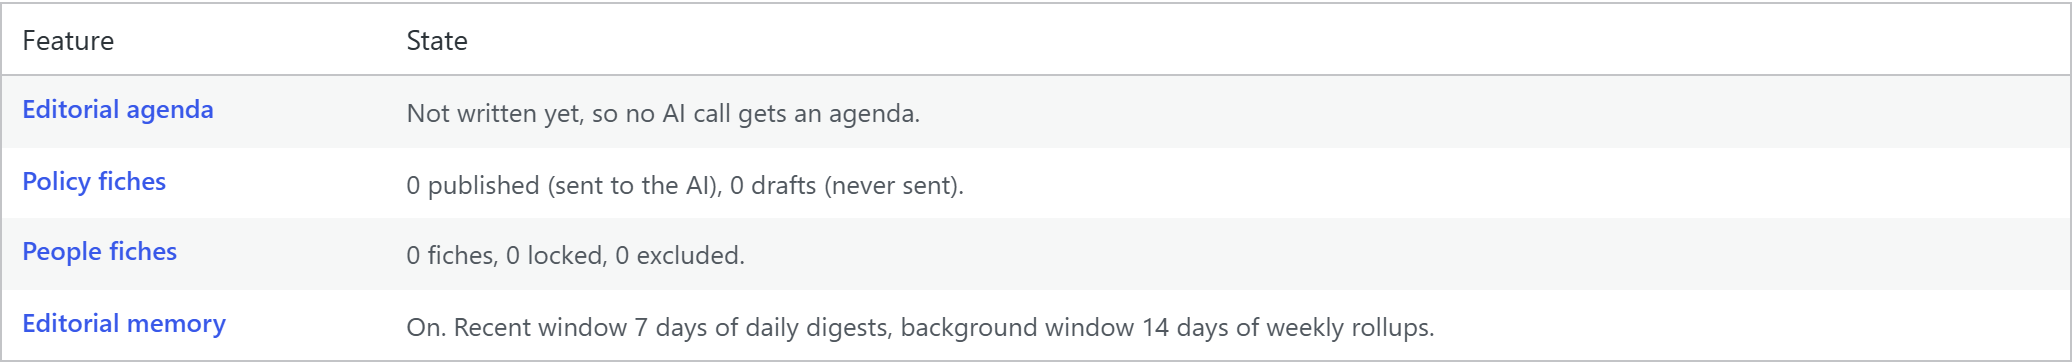 Feature State
Editorial agenda Not written yet, so no AI call gets an agenda.
Policy fiches 0 published (sent to the AI), 0 drafts (never sent).
People fiches 0 fiches, 0 locked, 0 excluded.
Editorial memory On. Recent window 7 days of daily digests, background window 14 days of weekly rollups.